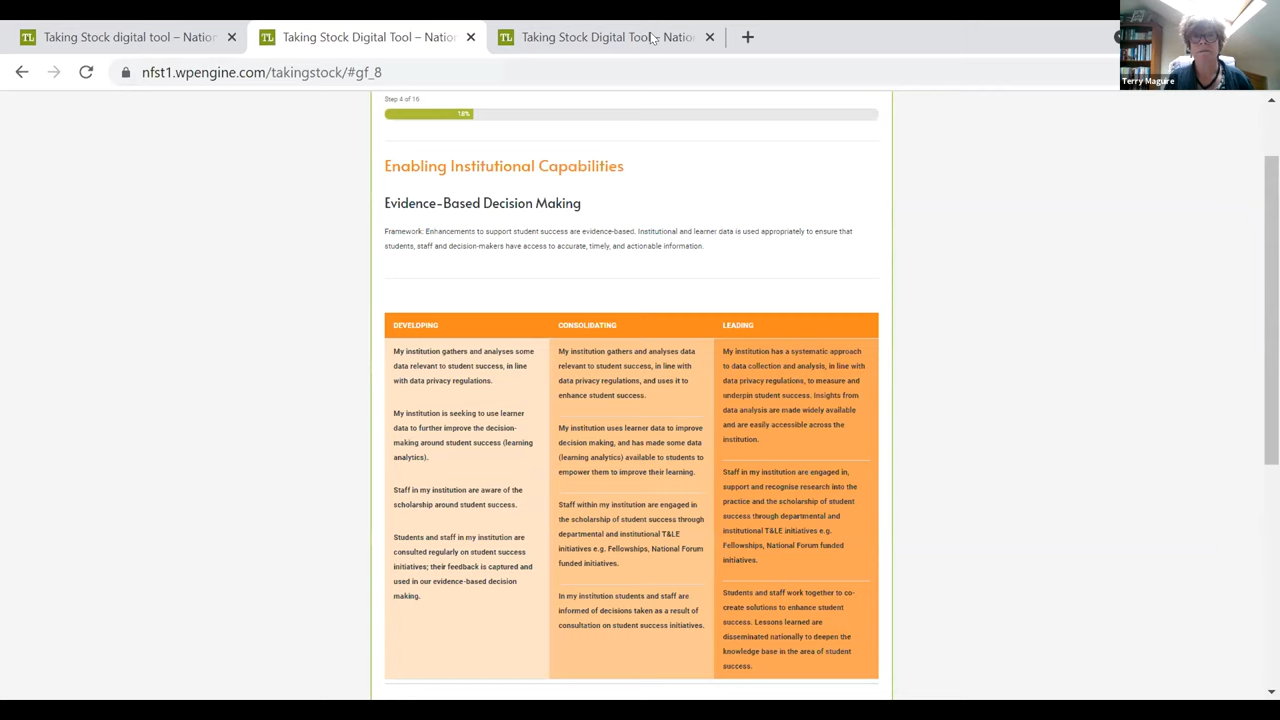 TL Taking Stock digital tool – Nation
TL Taking Stock Digital Tool – Nation
TL Taking Stock Digital Tool – Nation
nfst1.wpengine.com/takingstock/#gf_8
Terry Maguire
Step 4 of 16
18%
Enabling Institutional Capabilities
Evidence-Based Decision Making
Framework: Enhancements to support student success are evidence-based. Institutional and learner data is used appropriately to ensure that
students, staff and decision-makers have access to accurate, timely, and actionable information.
DEVELOPING
My institution gathers and analyses some
data relevant to student success, in line
with data privacy regulations.
My institution is seeking to use learner
data to further improve the decision-
making around student success (learning
analytics).
Staff in my institution are aware of the
scholarship around student success.
Students and staff in my institution are
consulted regularly on student success
initiatives; their feedback is captured and
used in our evidence-based decision
making.
CONSOLIDATING
My institution gathers and analyses data
relevant to student success, in line with
data privacy regulations, and uses it to
enhance student success.
My institution uses learner data to improve
decision making, and has made some data
(learning analytics) available to students to
empower them to improve their learning.
Staff within my institution are engaged in
the scholarship of student success through
departmental and institutional T&LE
initiatives e.g. Fellowships, National Forum
funded initiatives.
In my institution students and staff are
informed of decisions taken as a result of
consultation on student success initiatives.
LEADING
My institution has a systematic approach
to data collection and analysis, in line with
data privacy regulations, to measure and
underpin student success. Insights from
data analysis are made widely available
and are easily accessible across the
institution.
Staff in my institution are engaged in,
support and recognise research into the
practice and the scholarship of student
success through departmental and
institutional T&LE initiatives e.g.
Fellowships, National Forum funded
initiatives.
Students and staff work together to co-
create solutions to enhance student
success. Lessons learned are
disseminated nationally to deepen the
knowledge base in the area of student
success.